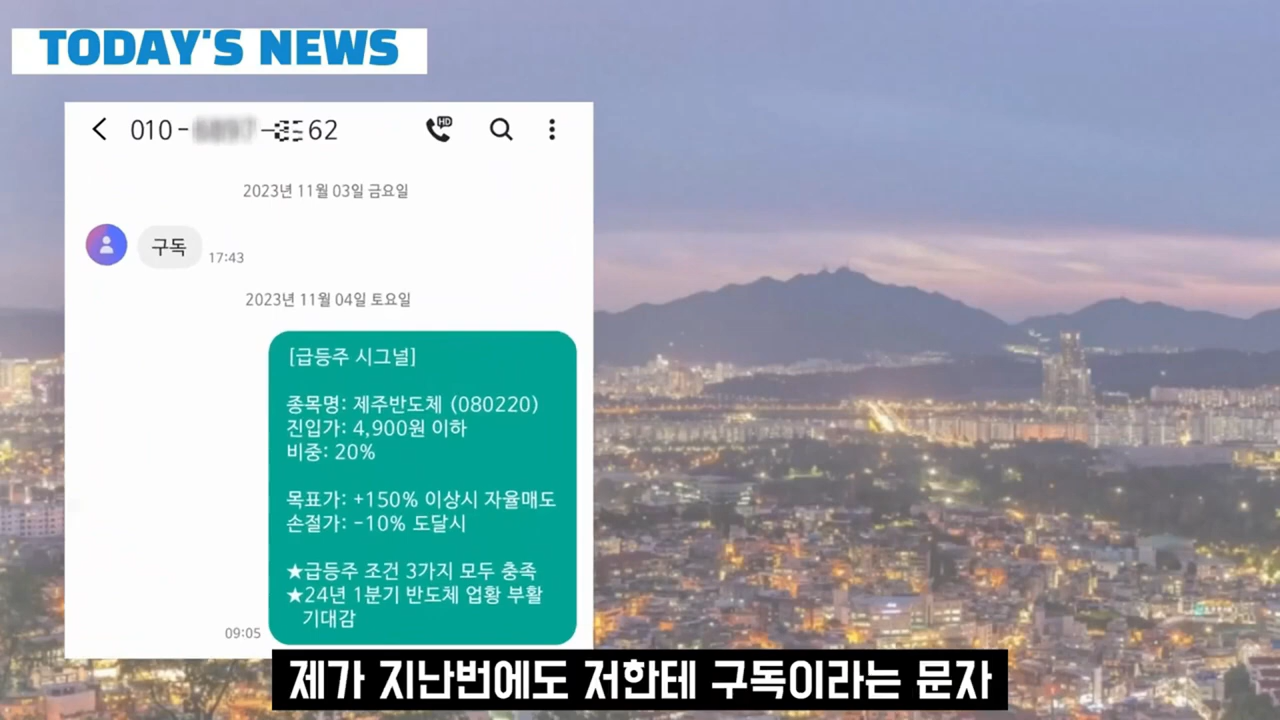 TODAY'S NEWS
010- 62
2023년 11월 03일 금요일
구독
17:43
2023년 11월 04일 토요일
[급등주 시그널]
종목명: 제주반도체 (080220)
진입가: 4,900원 이하
비중: 20%
목표가: +150% 이상시 자율매도
손절가: -10% 도달시
★급등주 조건 3가지 모두 충족
★24년 1분기 반도체 업황 부활
기대감
09:05
제가 지난번에도 저한테 구독이라는 문자